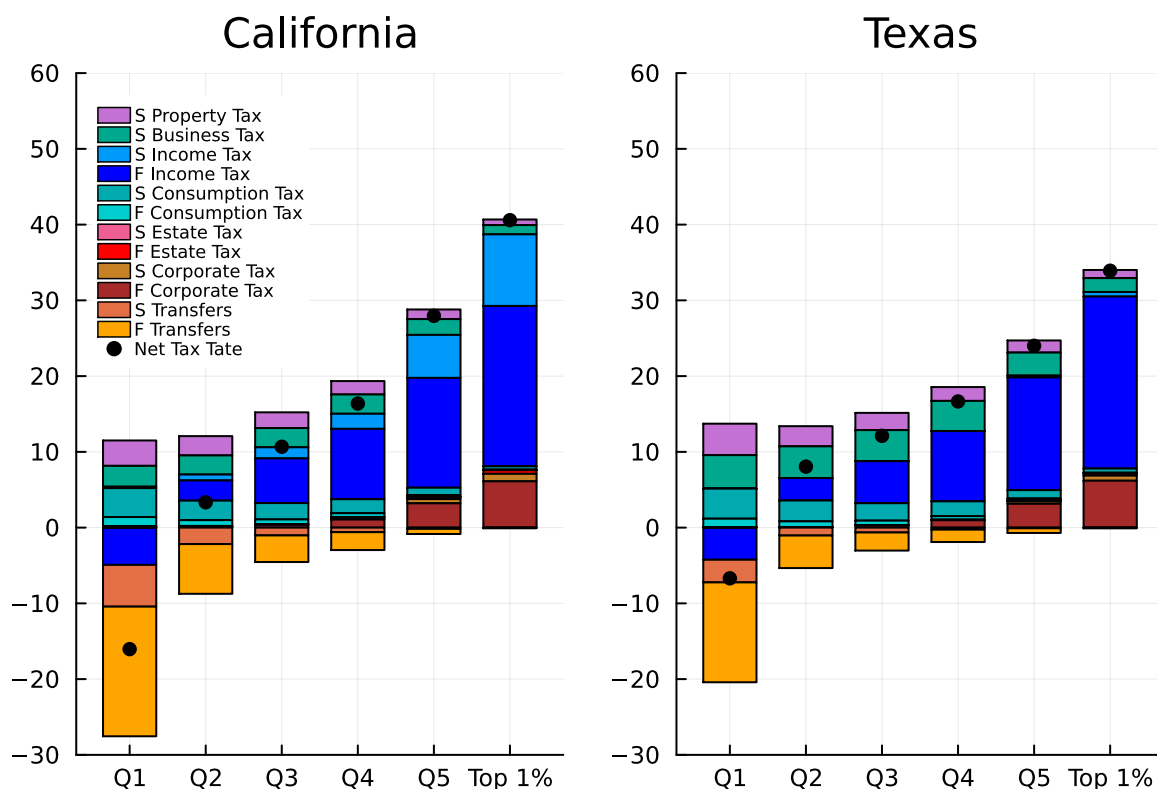 California
60
50
40
30
20
10
0
−10
−20
−30
S Property Tax
S Business Tax
S Income Tax
F Income Tax
S Consumption Tax
F Consumption Tax
S Estate Tax
F Estate Tax
S Corporate Tax
F Corporate Tax
S Transfers
F Transfers
Net Tax Tate
Q1 Q2 Q3 Q4 Q5 Top 1%
Texas
60
50
40
30
20
10
0
−10
−20
−30
Q1 Q2 Q3 Q4 Q5 Top 1%